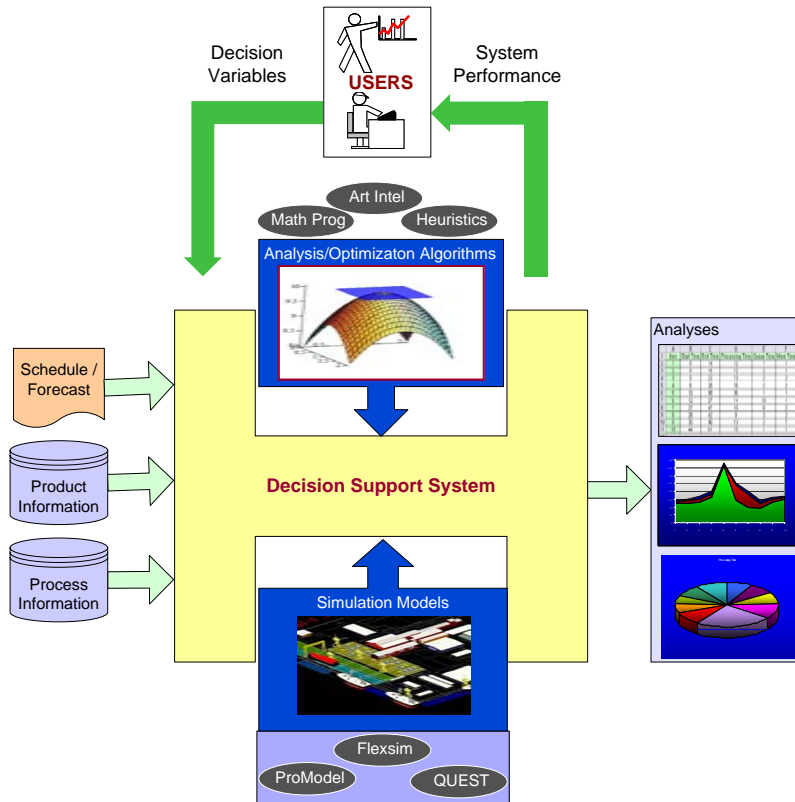 Decision
Variables
USERS
System
Performance
Art Intel
Math Prog
Heuristics
Analysis/Optimizaton Algorithms
Schedule /
Forecast
Product
Information
Process
Information
Decision Support System
Analyses
Simulation Models
Flexsim
ProModel
QUEST